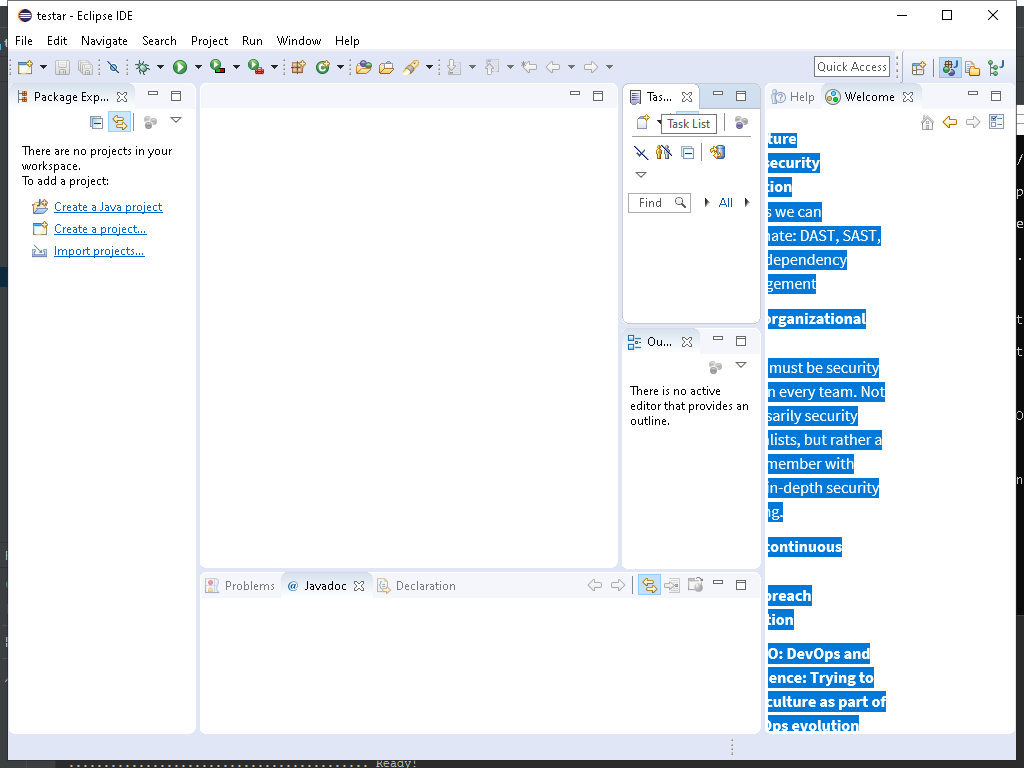 testar - Eclipse IDE
File Edit Navigate Search Project Run Window Help
Quick Access
Package Exp...
There are no projects in your
workspace.
To add a project:
Create a Java project
Create a project...
Import projects...
Tas...
Task List
Find
All
Ou...
There is no active
editor that provides an
outline.
Problems
@ Javadoc
Declaration
Help
Welcome
ture
security
tion
s we can
nate: DAST, SAST,
dependency
gement
organizational
must be security
n every team. Not
sarily security
lists, but rather a
member with
in-depth security
ng.
continuous
breach
tion
O: DevOps and
ence: Trying to
culture as part of
Ops evolution
Ready!